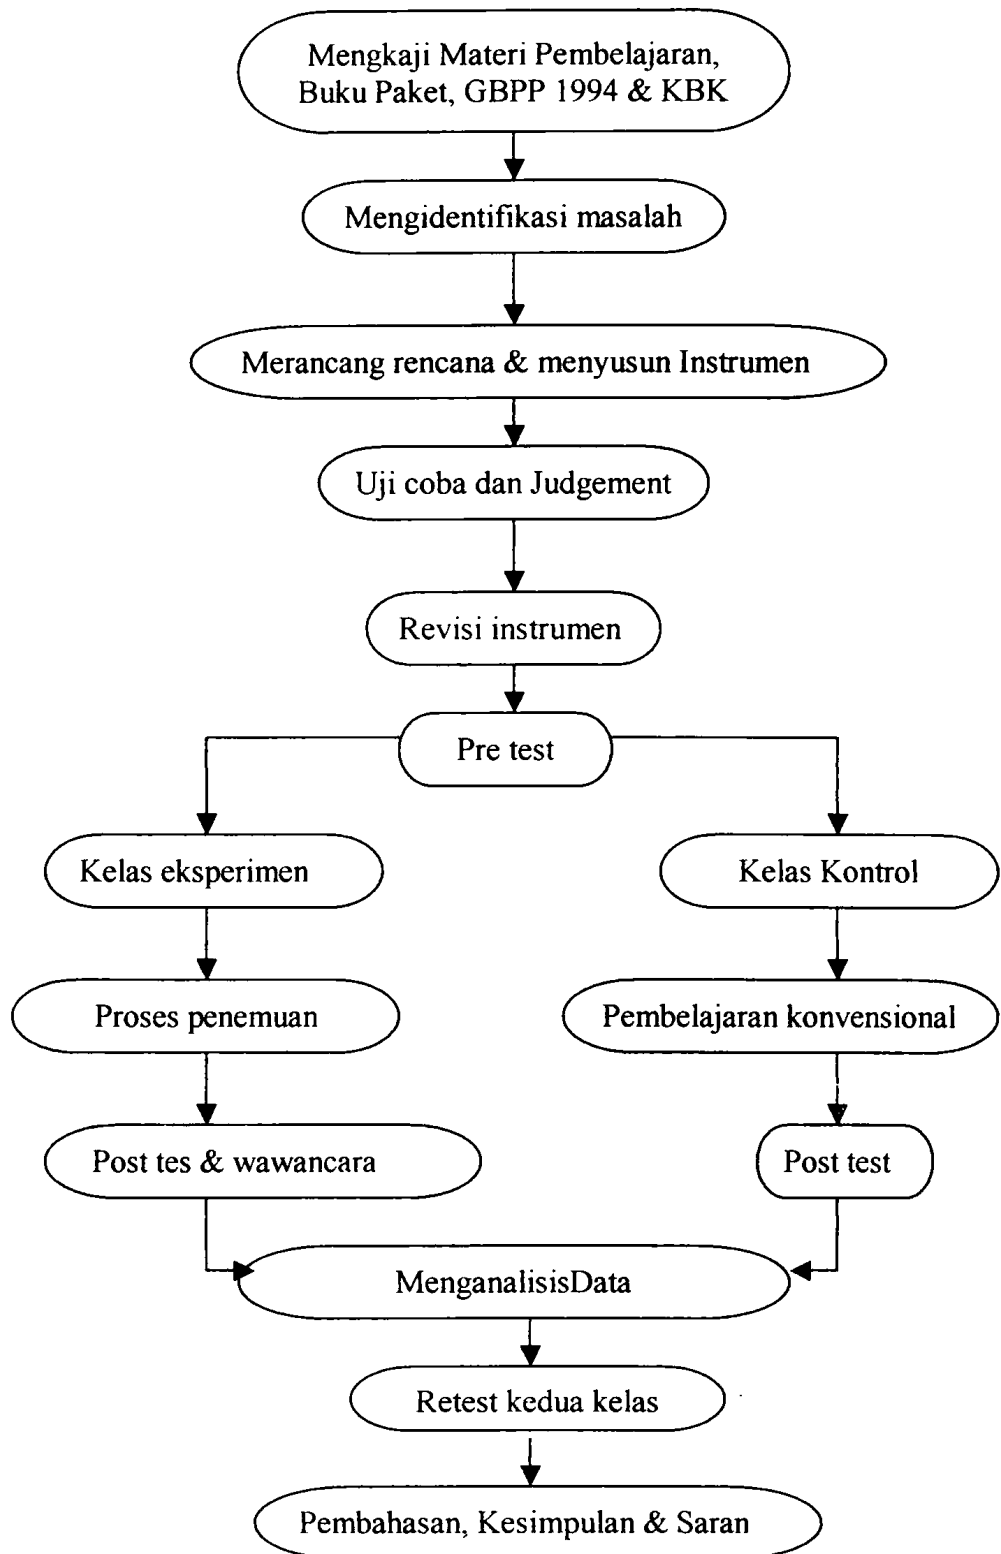 Mengkaji Materi Pembelajaran,
Buku Paket, GBPP 1994 & KBK
Mengidentifikasi masalah
Merancang rencana & menyusun Instrumen
Uji coba dan Judgement
Revisi instrumen
Pre test
Kelas eksperimen
Kelas Kontrol
Proses penemuan
Pembelajaran konvensional
Post tes & wawancara
Post test
MenganalisisData
Retest kedua kelas
Pembahasan, Kesimpulan & Saran